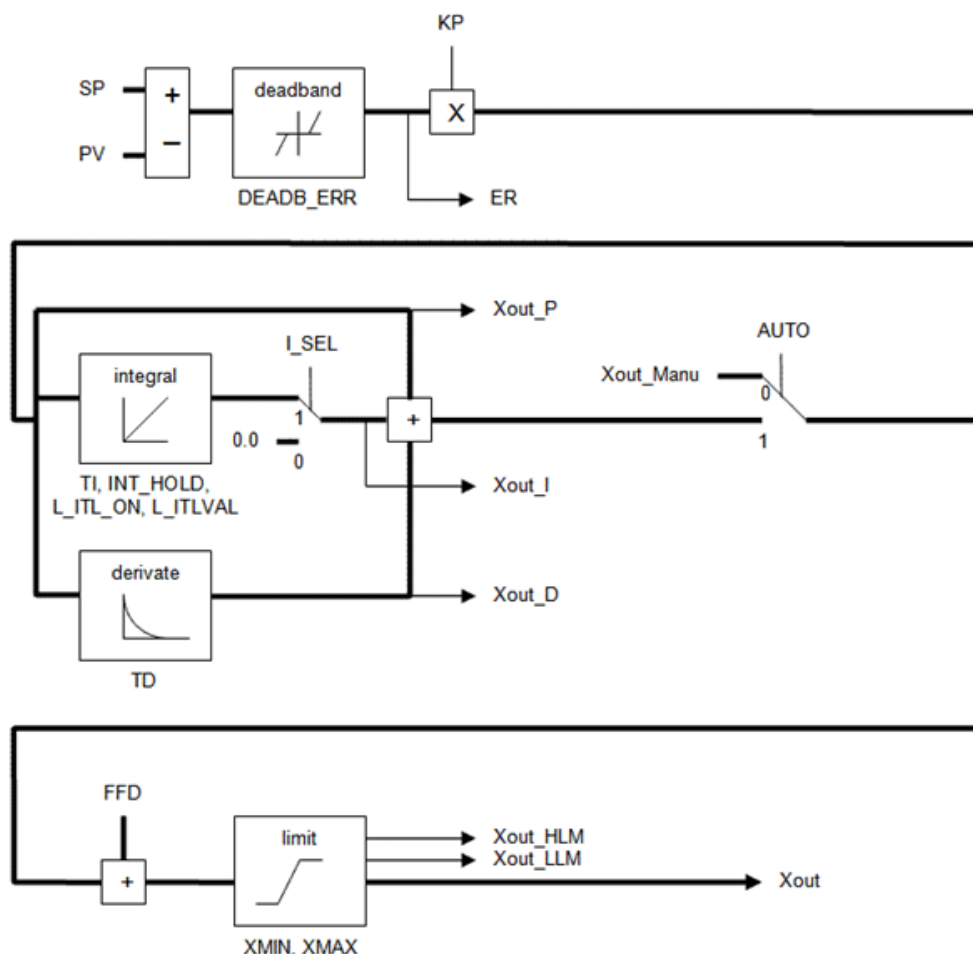 KP
SP
+
deadband
X
PV
−
DEADB_ERR
ER
Xout_P
I_SEL
AUTO
integral
Xout_Manu
0
1
+
0.0
0
1
TI, INT_HOLD,
L_ITL_ON, L_ITLVAL
Xout_I
derivate
Xout_D
TD
FFD
limit
Xout_HLM
Xout_LLM
+
Xout
XMIN, XMAX